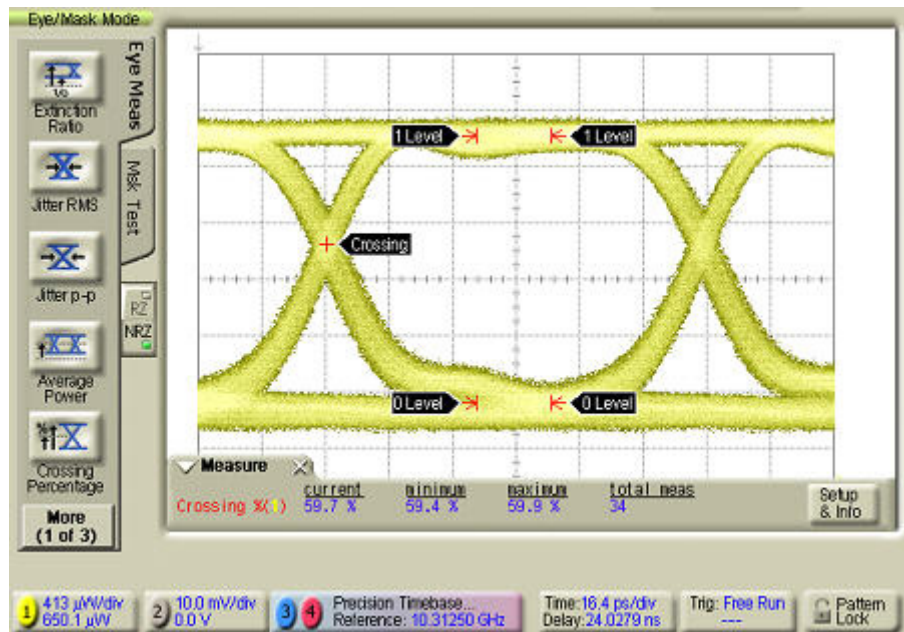 Eye/Mask Mode
Extinction
Ratio
Jitter RMS
Jitter p-p
Average
Power
Crossing
Percentage
More
(1 of 3)
Eye Meas
Msk Test
RZ
NRZ
1 Level
1 Level
Crossing
0 Level
0 Level
Measure
current minimum maximum total meas
Crossing %(1) 59.7 % 59.4 % 59.9 % 34
Setup
& Info
1 413 µW/div
650.1 µW
2 10.0 mV/div
0.0 V
3 4 Precision Timebase...
Reference: 10.31250 GHz
Time:16.4 ps/div
Delay:24.0279 ns
Trig: Free Run
---
Pattern
Lock